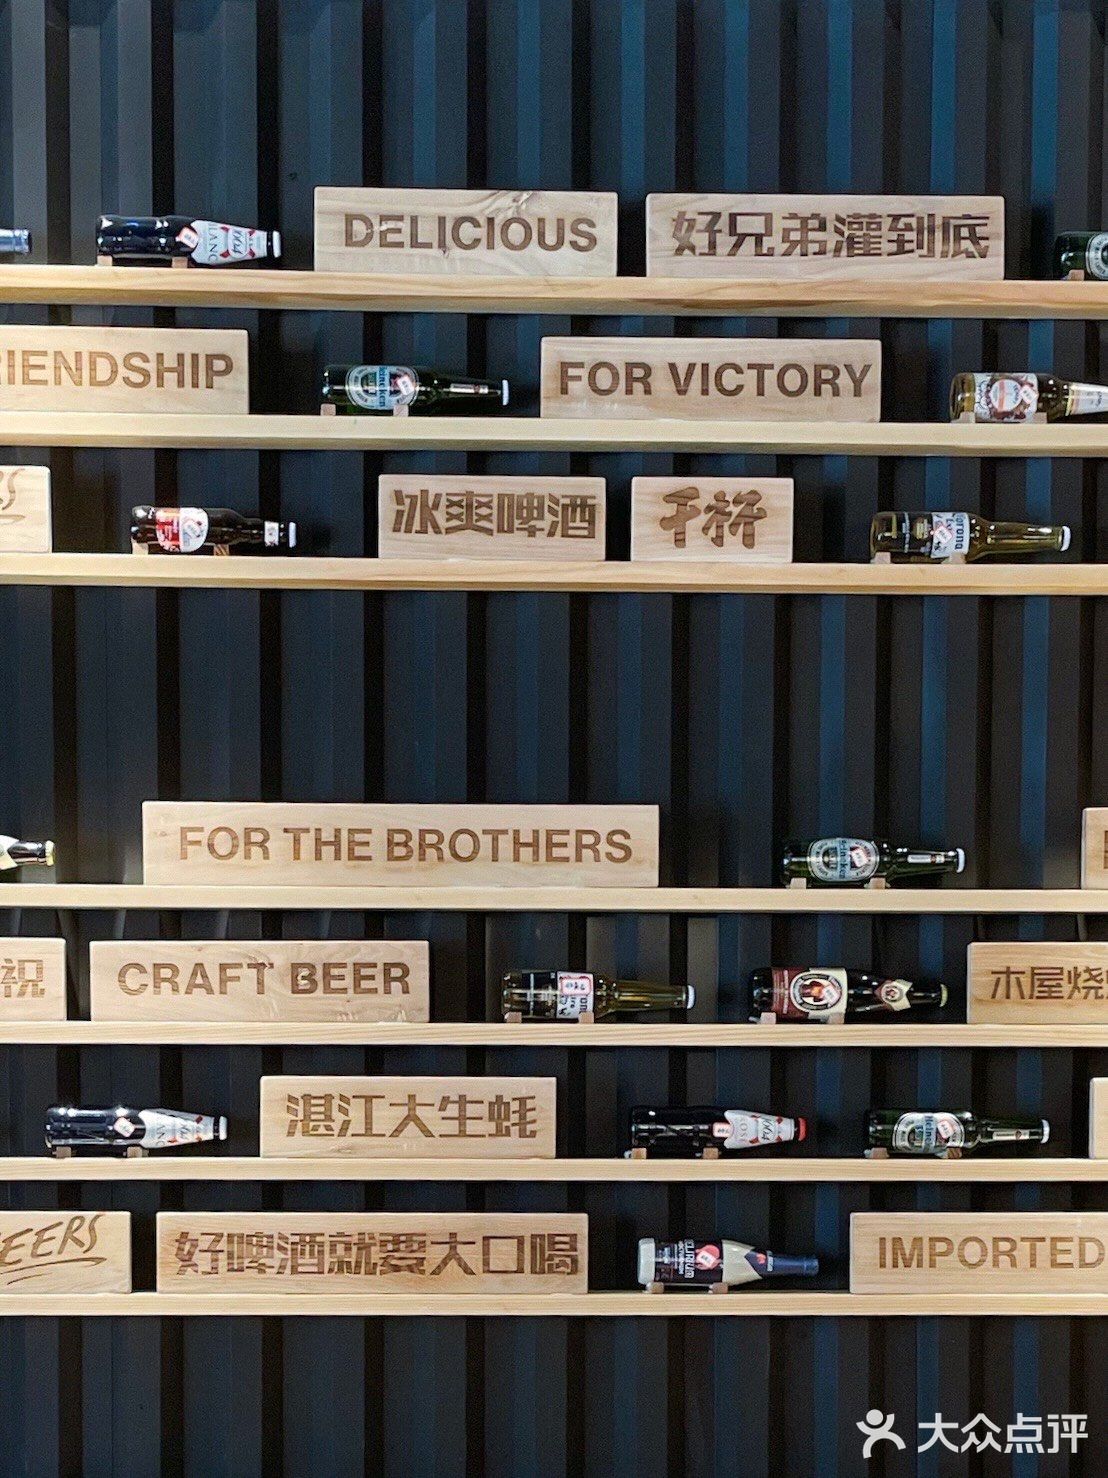 DELICIOUS
好兄弟灌到底
RIENDSHIP
FOR VICTORY
冰爽啤酒
干杯
FOR THE BROTHERS
祝
CRAFT BEER
木屋烧
湛江大生蚝
EERS
好啤酒就要大口喝
IMPORTED
大众点评